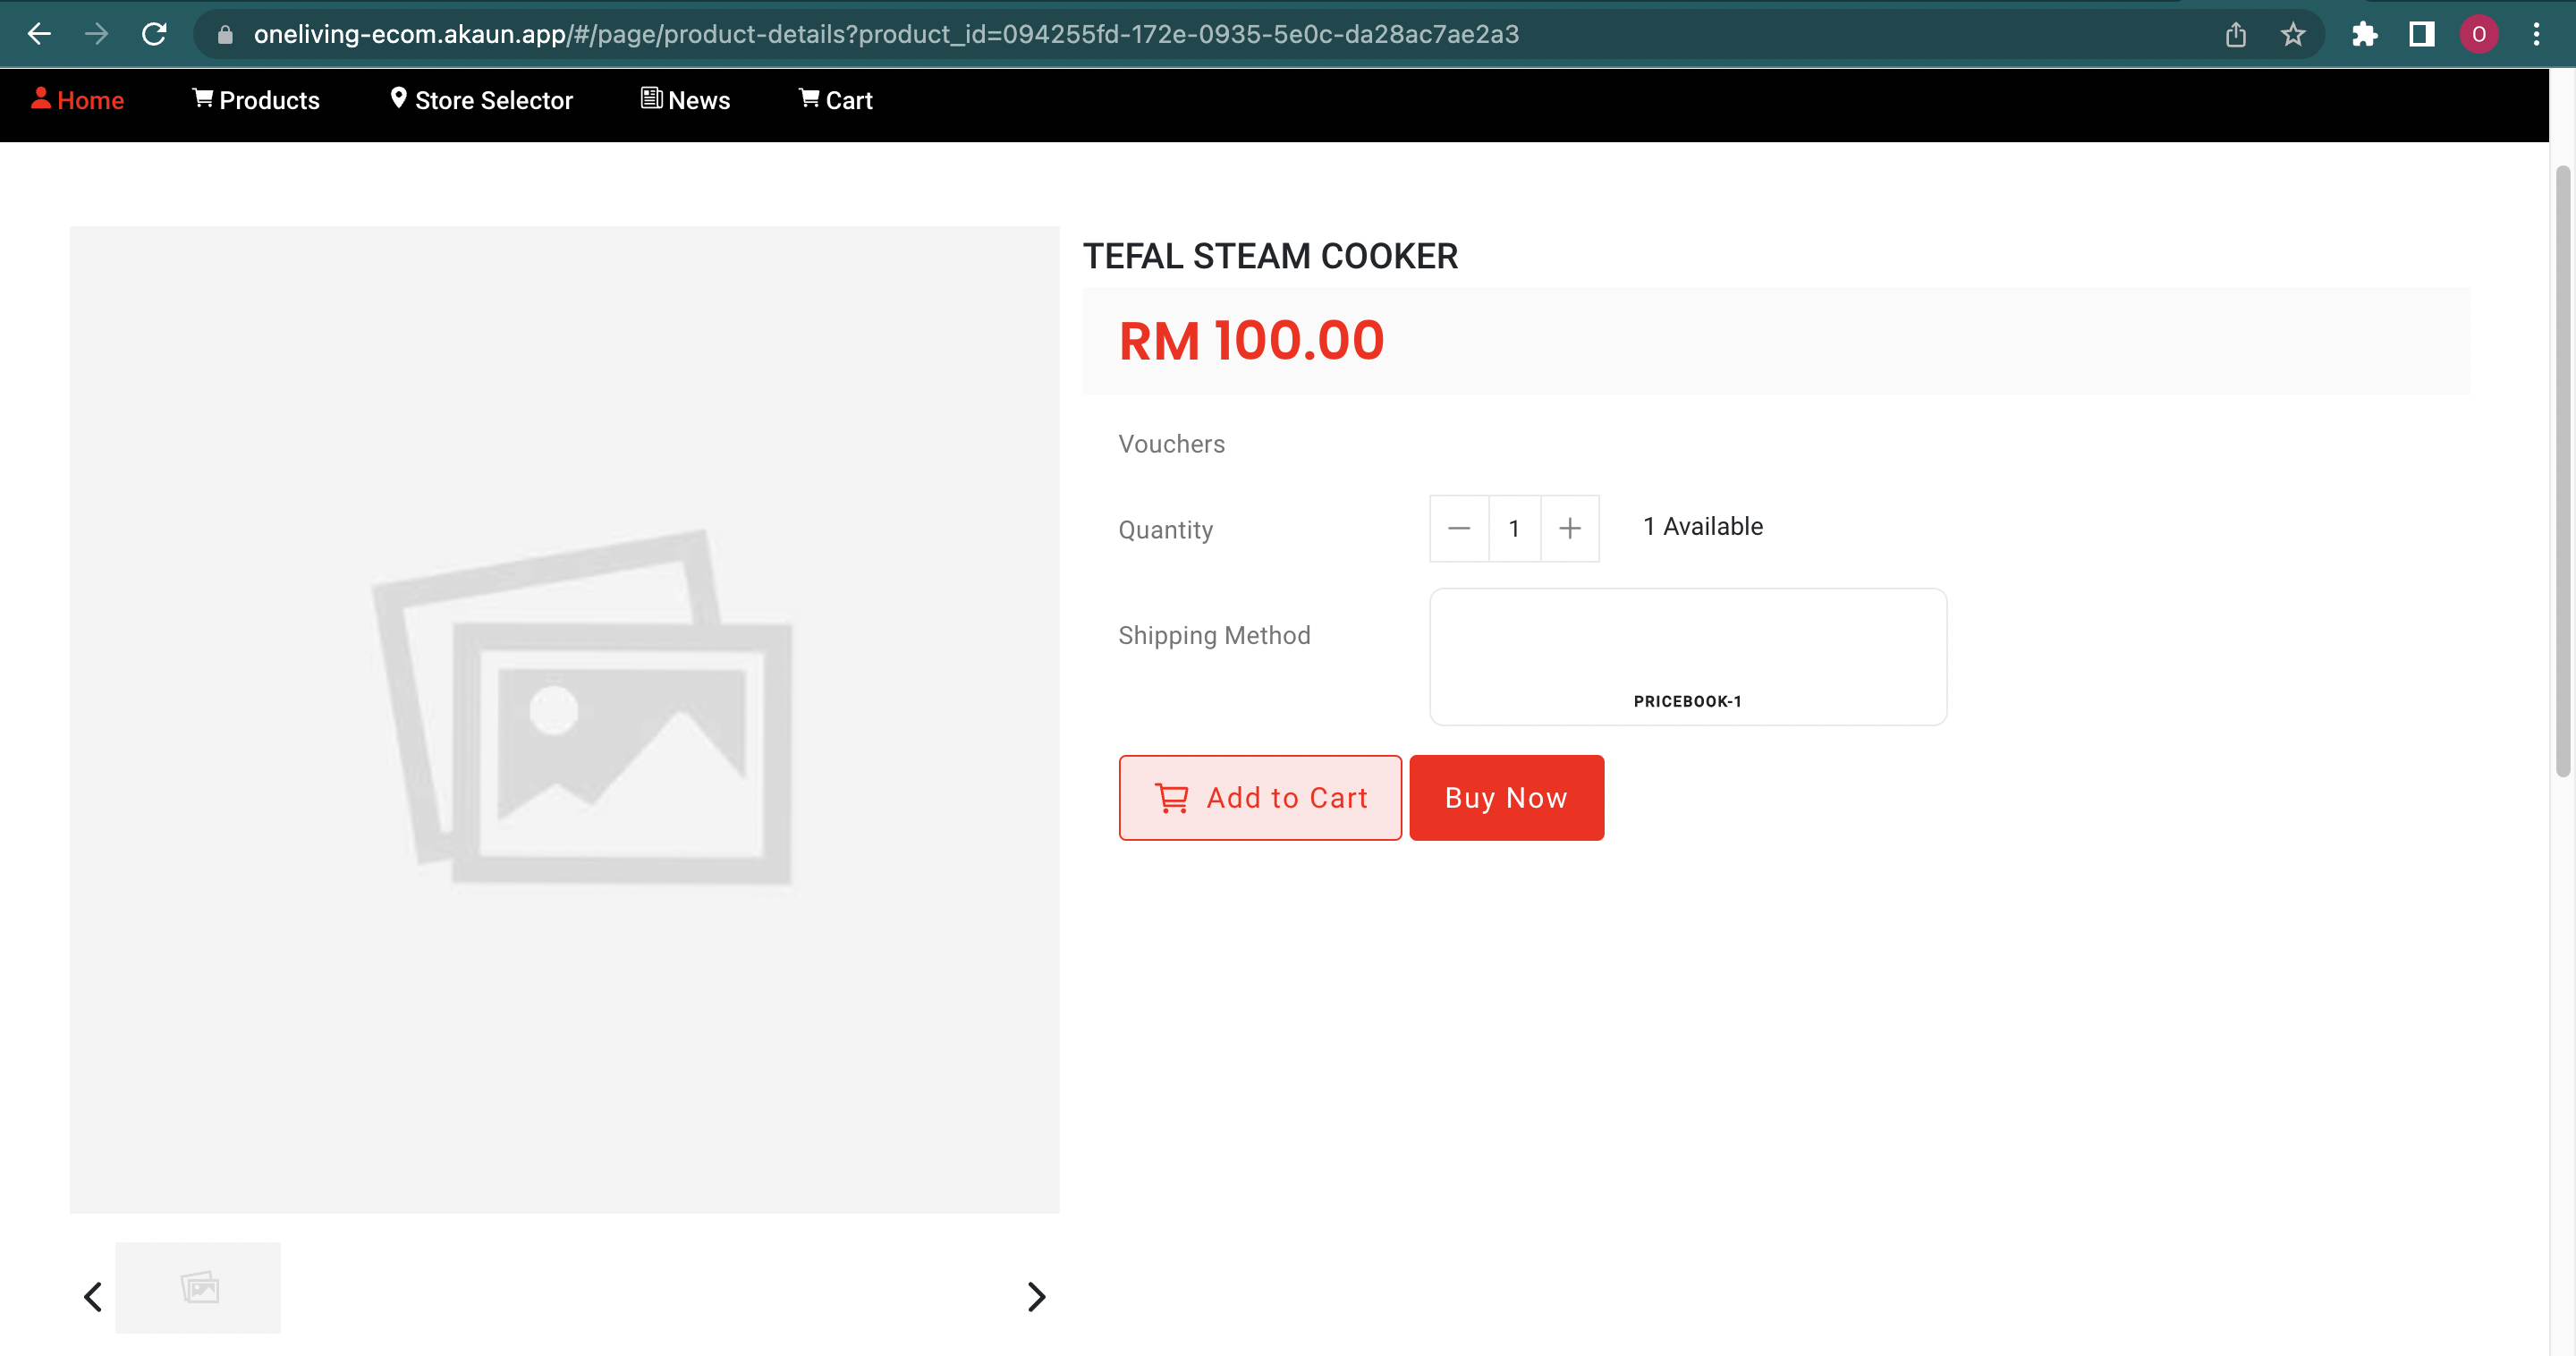 oneliving-ecom.akaun.app/#/page/product-details?product_id=094255fd-172e-0935-5e0c-da28ac7ae2a3
O
Home Products Store Selector News Cart
TEFAL STEAM COOKER
RM 100.00
Vouchers
Quantity 1 1 Available
Shipping Method
PRICEBOOK-1
Add to Cart Buy Now